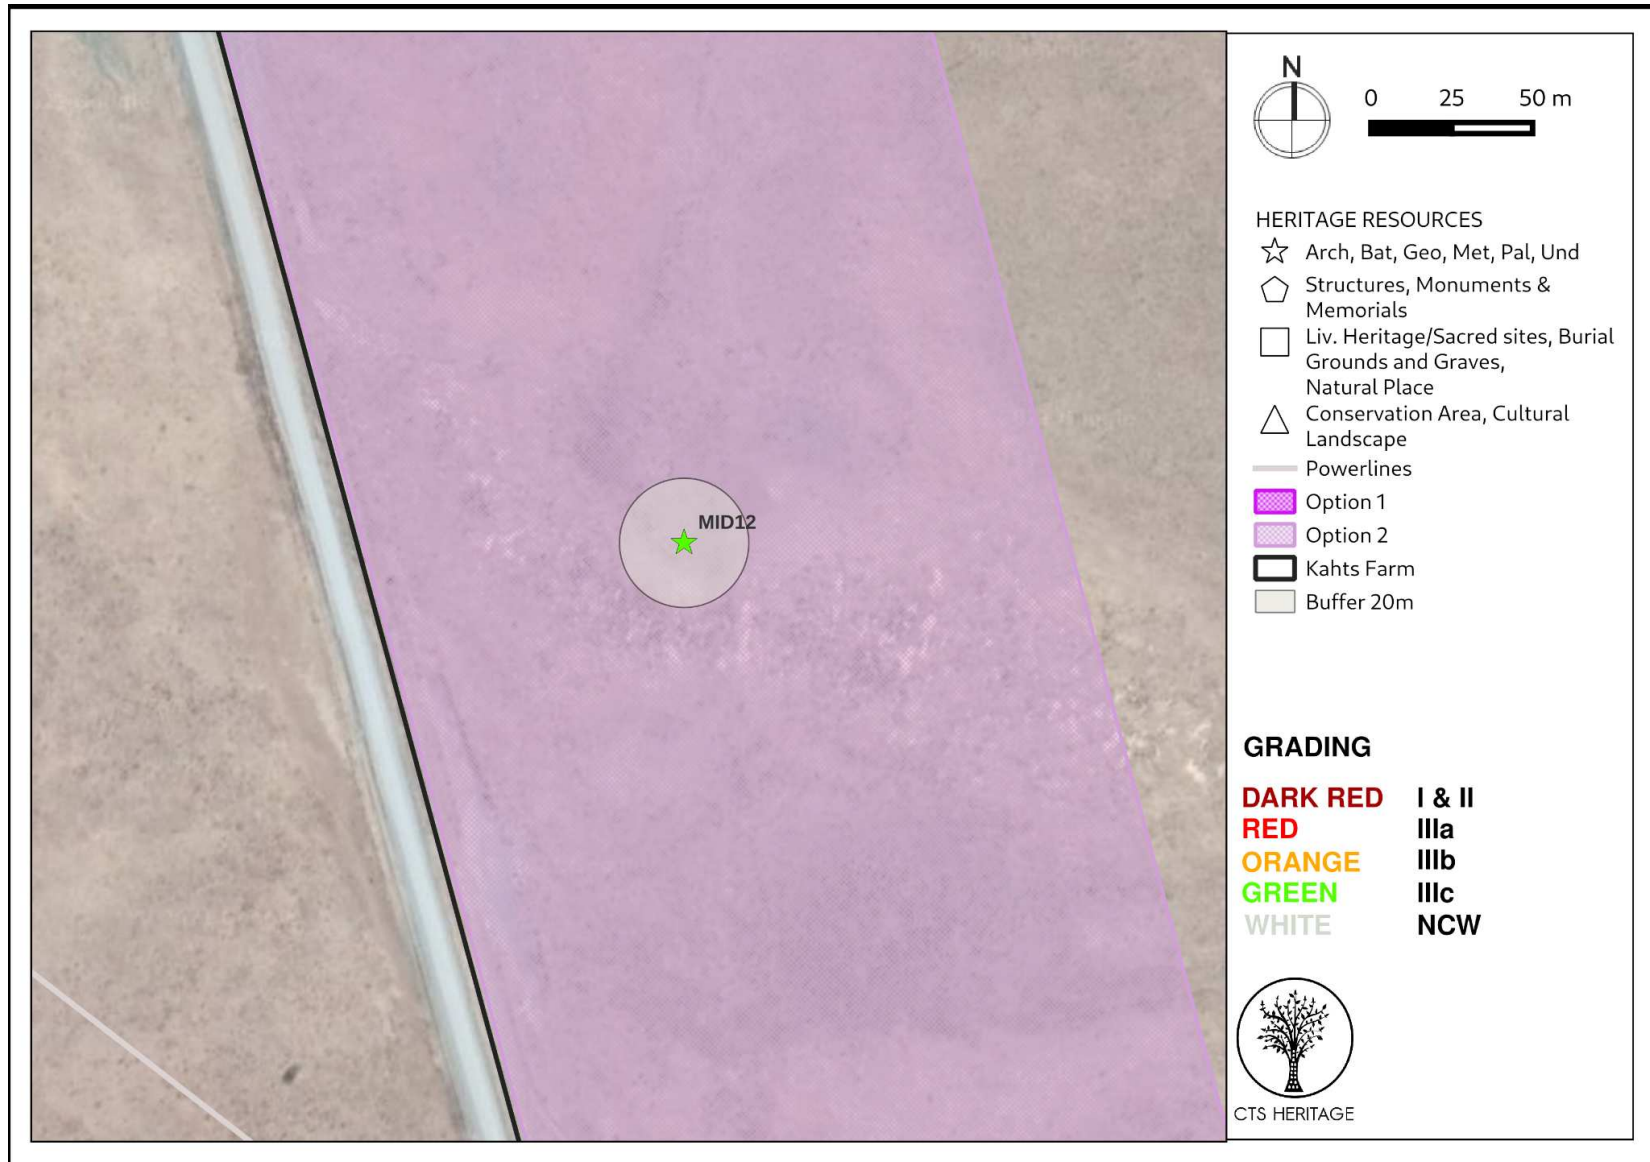 MID12
N
0 25 50 m
HERITAGE RESOURCES
Arch, Bat, Geo, Met, Pal, Und
Structures, Monuments &
Memorials
Liv. Heritage/Sacred sites, Burial
Grounds and Graves,
Natural Place
Conservation Area, Cultural
Landscape
Powerlines
Option 1
Option 2
Kahts Farm
Buffer 20m
GRADING
DARK RED I & II
RED IIIa
ORANGE IIIb
GREEN IIIc
WHITE NCW
CTS HERITAGE